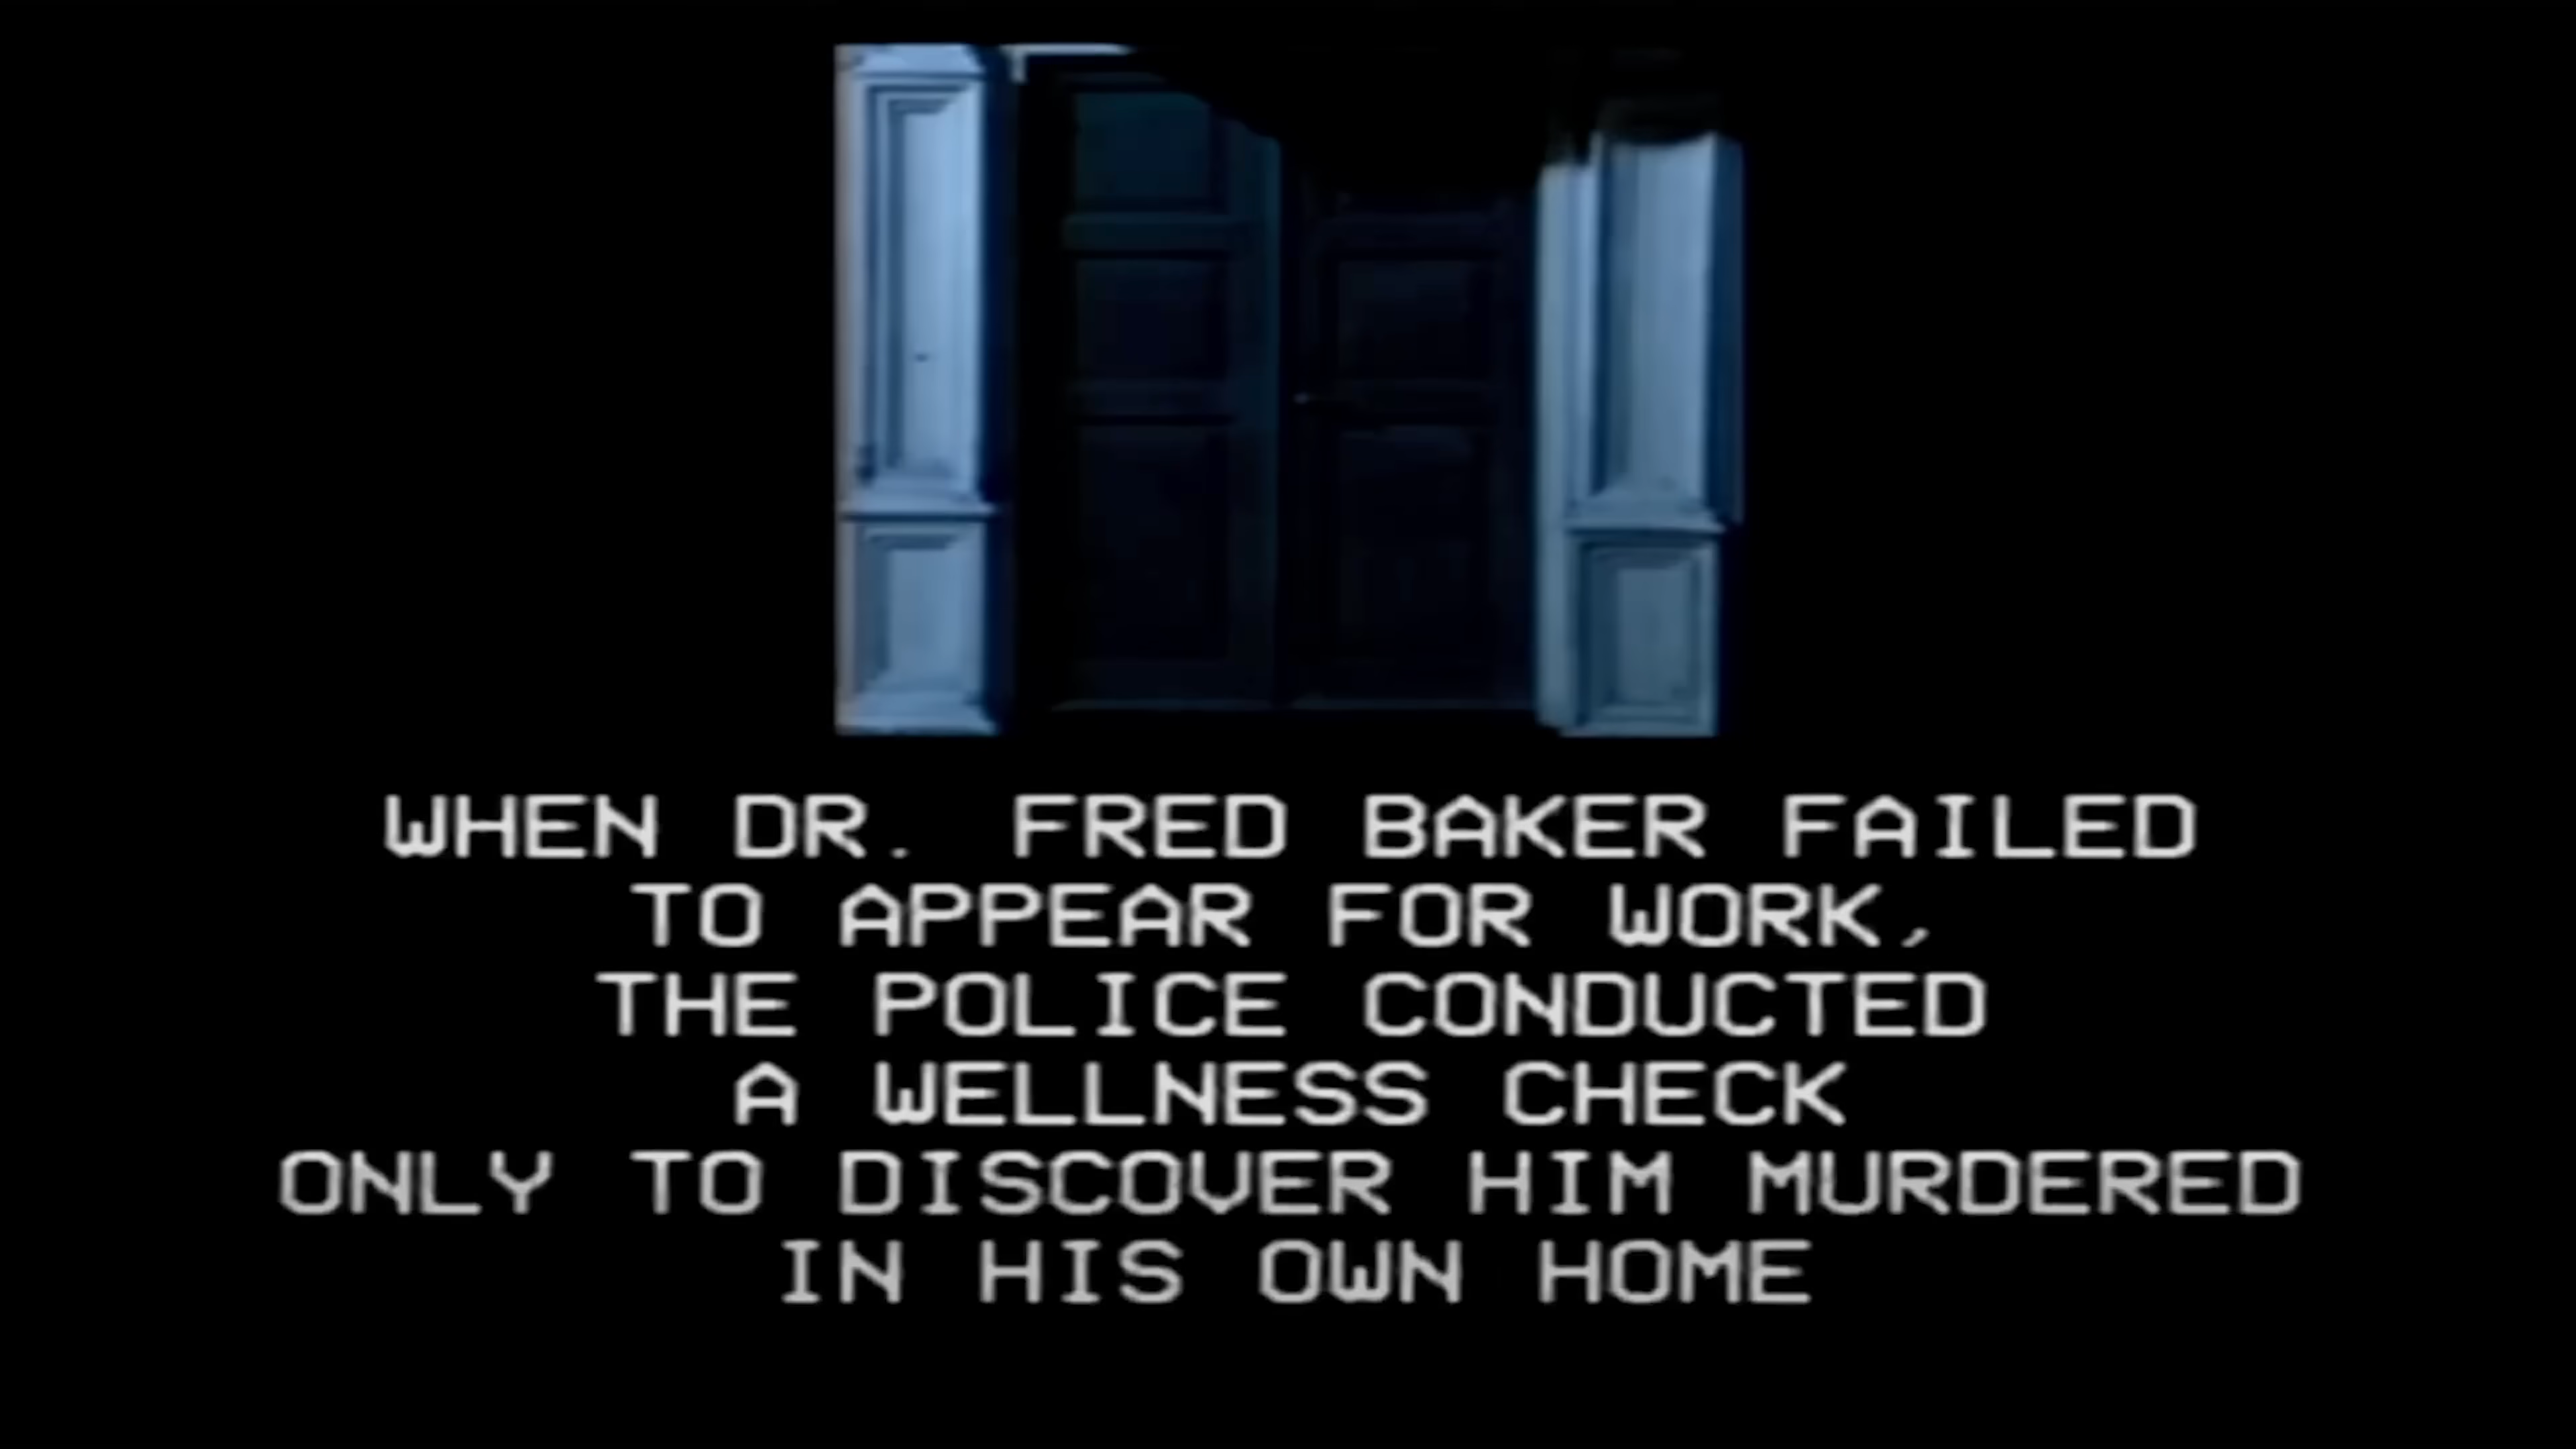 WHEN DR. FRED BAKER FAILED
TO APPEAR FOR WORK,
THE POLICE CONDUCTED
A WELLNESS CHECK
ONLY TO DISCOVER HIM MURDERED
IN HIS OWN HOME